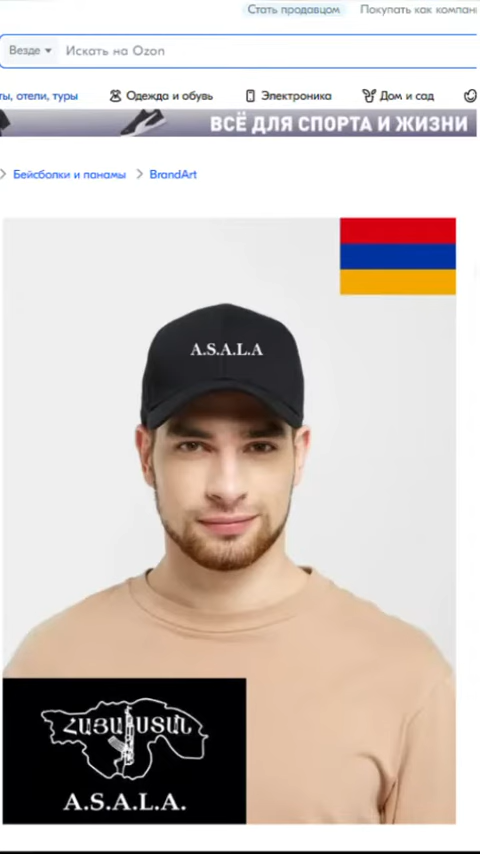 Стать продавцом Покупать как компан
Везде Искать на Ozon
ты, отели, туры Одежда и обувь Электроника Дом и сад
ВСЁ ДЛЯ СПОРТА И ЖИЗНИ
Бейсболки и панамы BrandArt
A.S.A.L.A
ՀԱՅԱՍՏԱՆ
A.S.A.L.A.